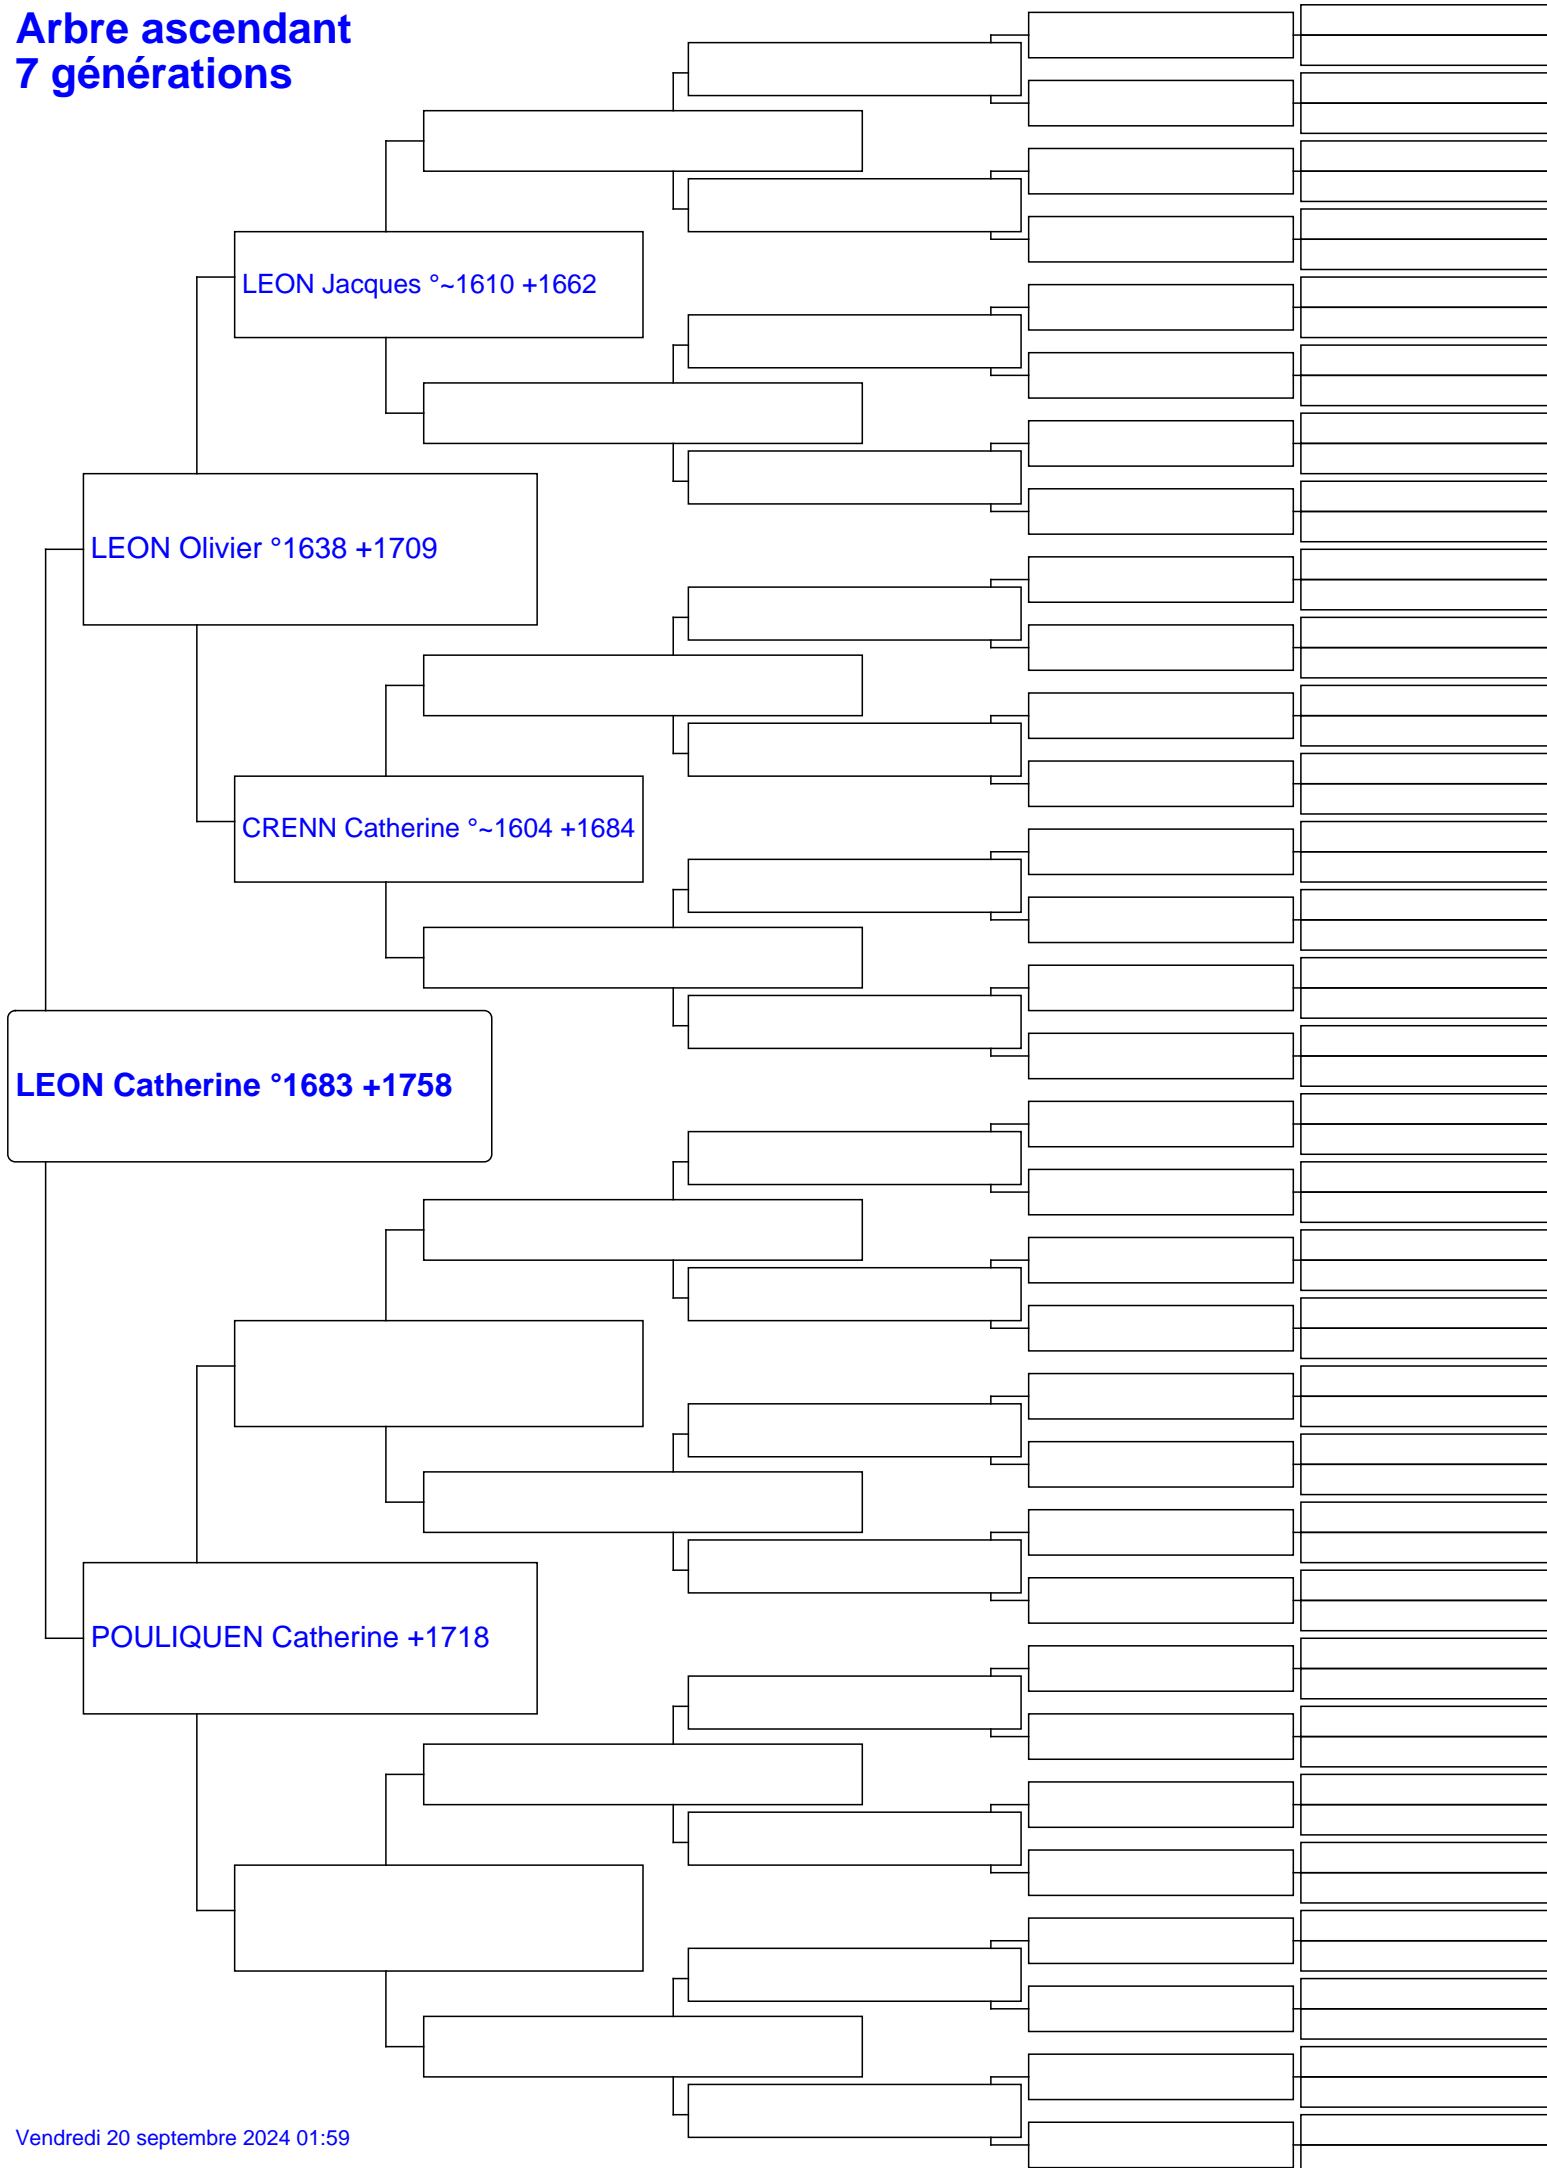 Arbre ascendant
7 générations
LEON Jacques °~1610 +1662
LEON Olivier °1638 +1709
CRENN Catherine °~1604 +1684
LEON Catherine °1683 +1758
POULIQUEN Catherine +1718
Vendredi 20 septembre 2024 01:59